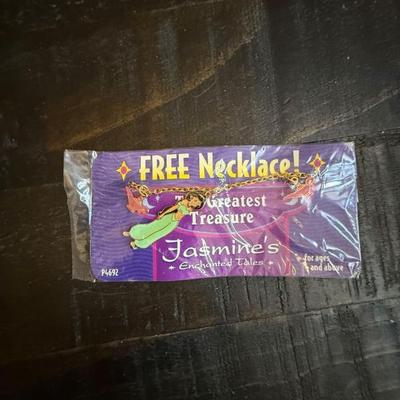 FREE Necklace!
Greatest
Treasure
Jasmine's
Enchanted Tales
for ages
and above
P4692